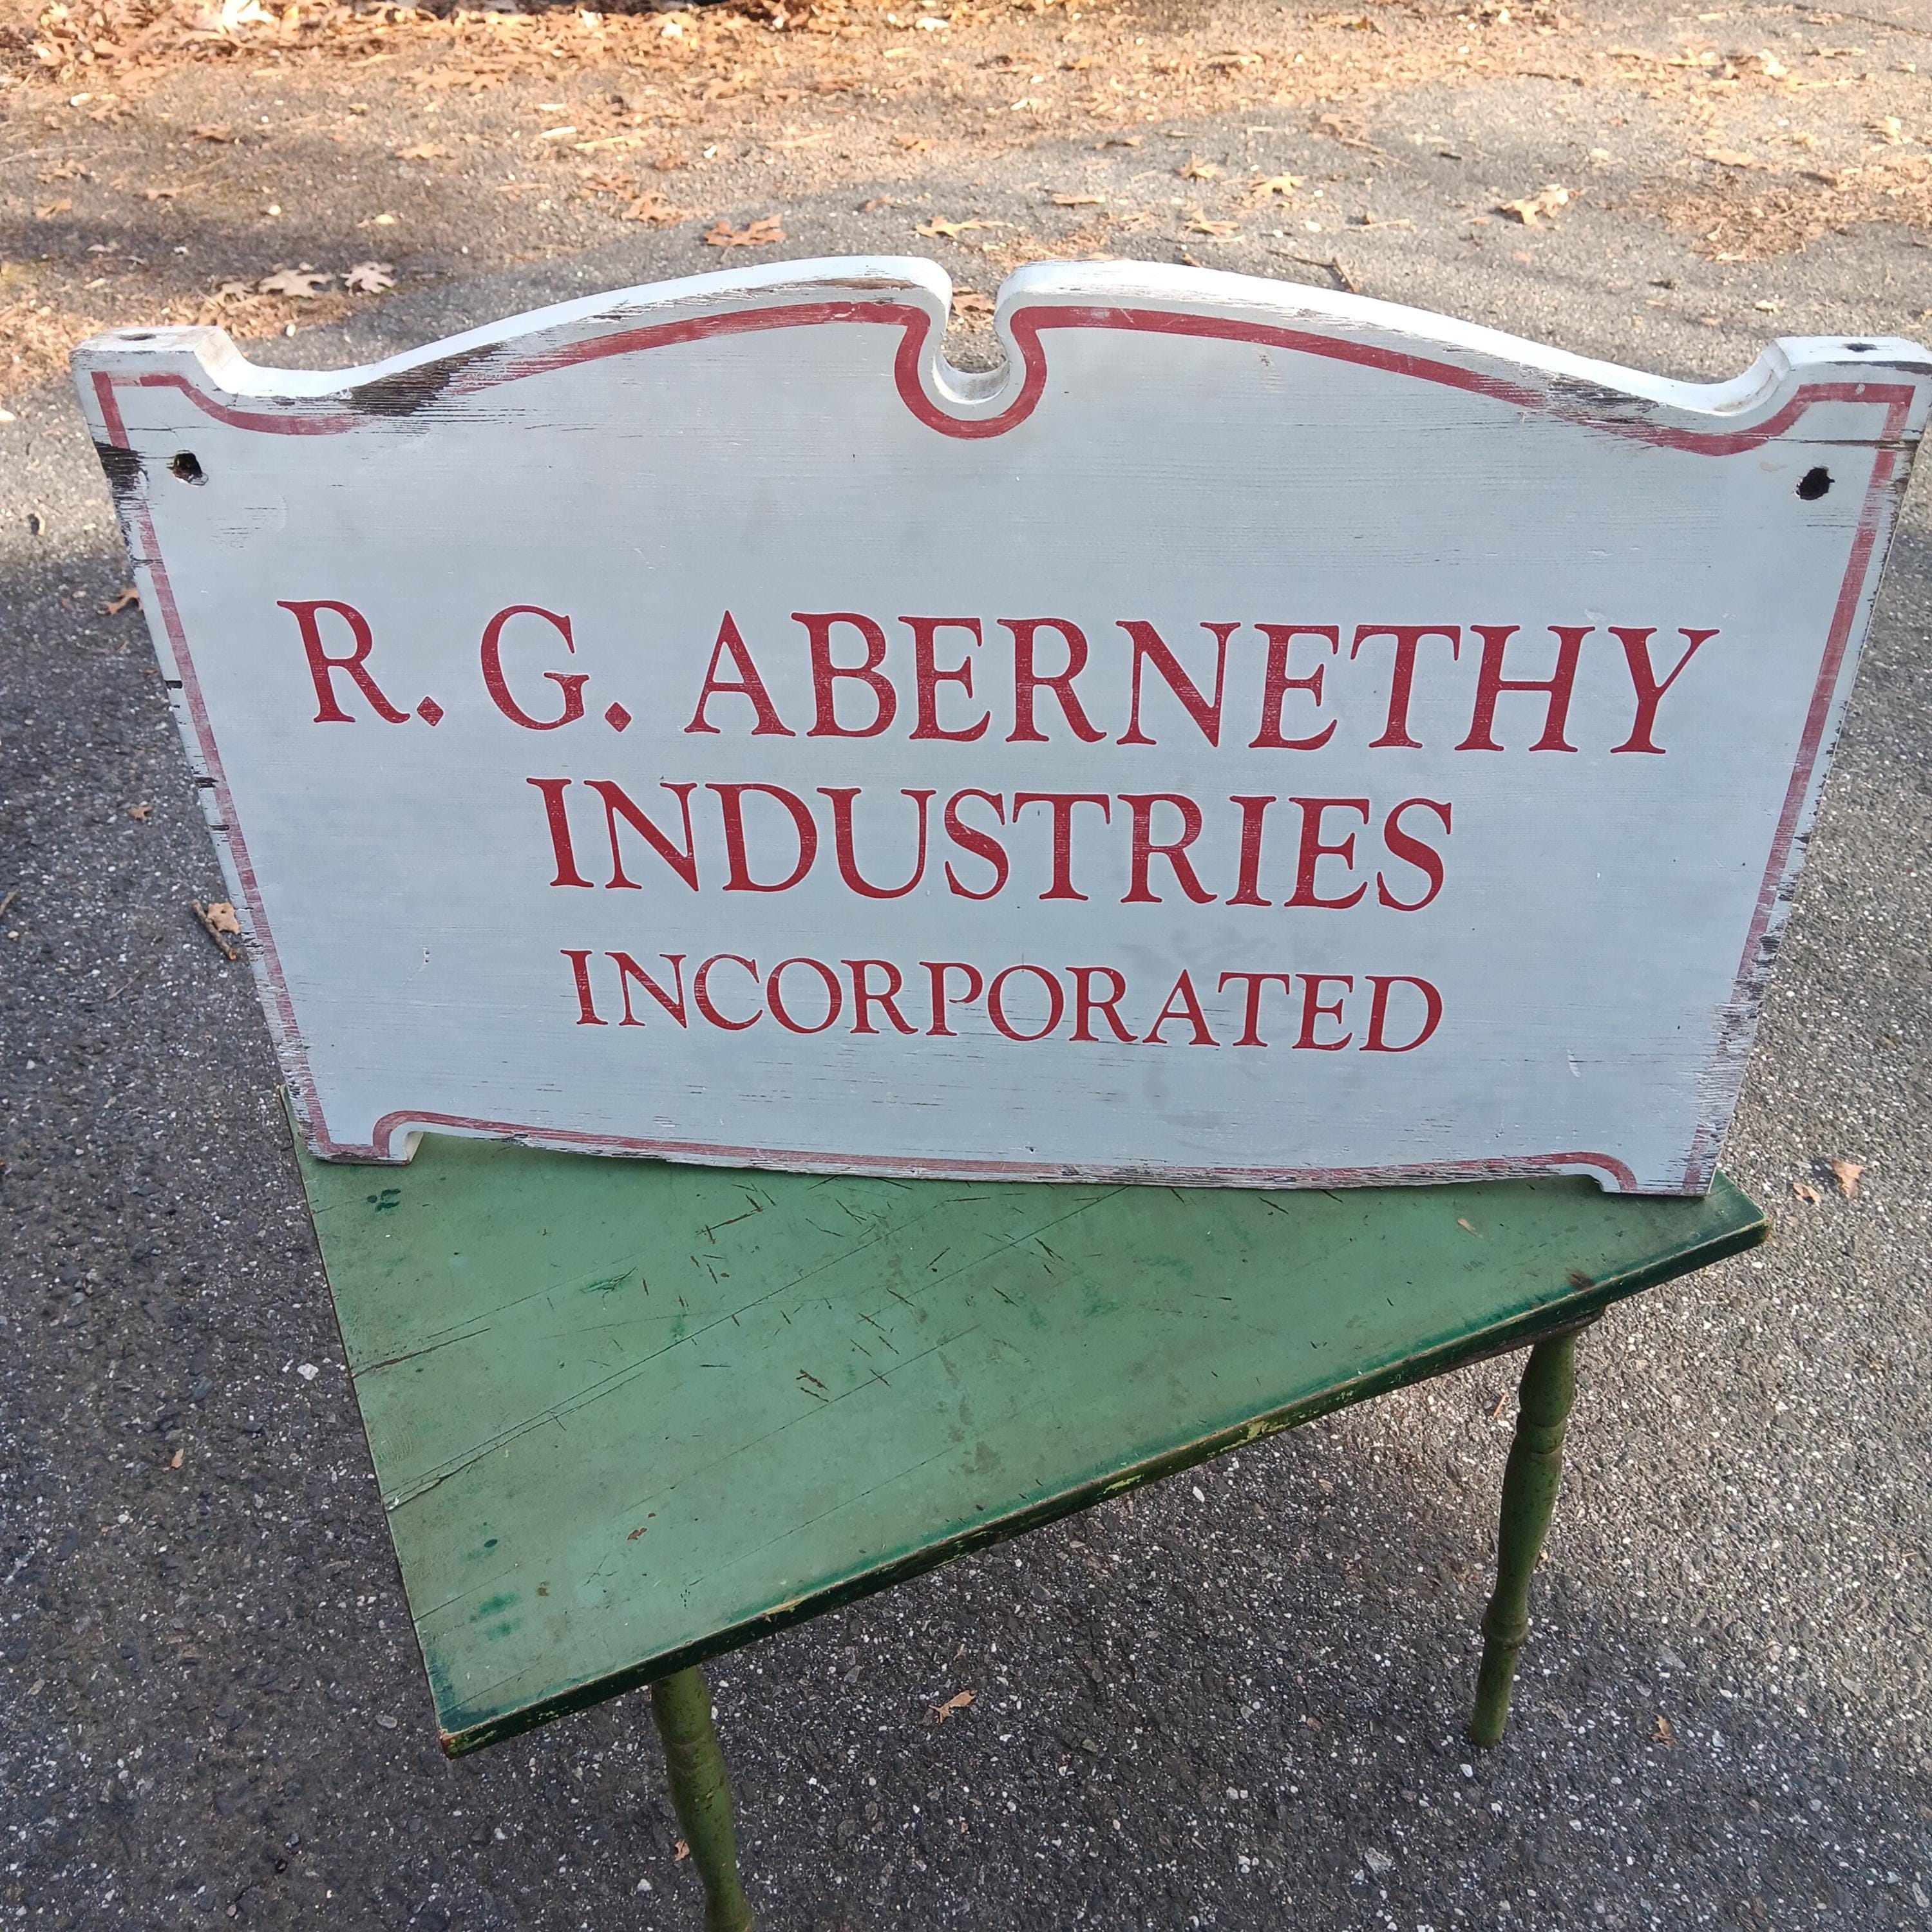 R. G. ABERNETHY
INDUSTRIES
INCORPORATED